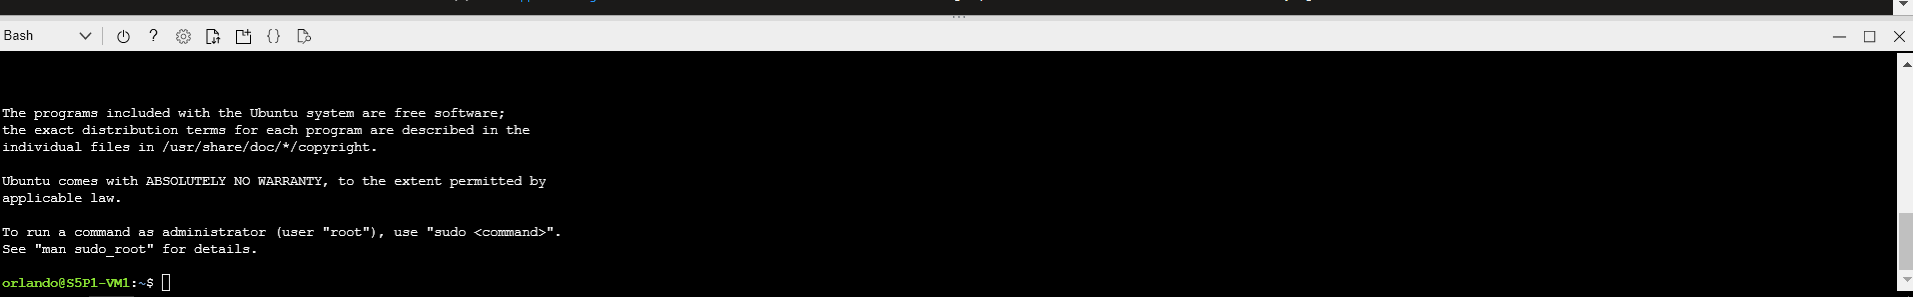 Bash
?
{}
The programs included with the Ubuntu system are free software;
the exact distribution terms for each program are described in the
individual files in /usr/share/doc/*/copyright.
Ubuntu comes with ABSOLUTELY NO WARRANTY, to the extent permitted by
applicable law.
To run a command as administrator (user "root"), use "sudo <command>".
See "man sudo_root" for details.
orlando@S5P1-VM1:~$